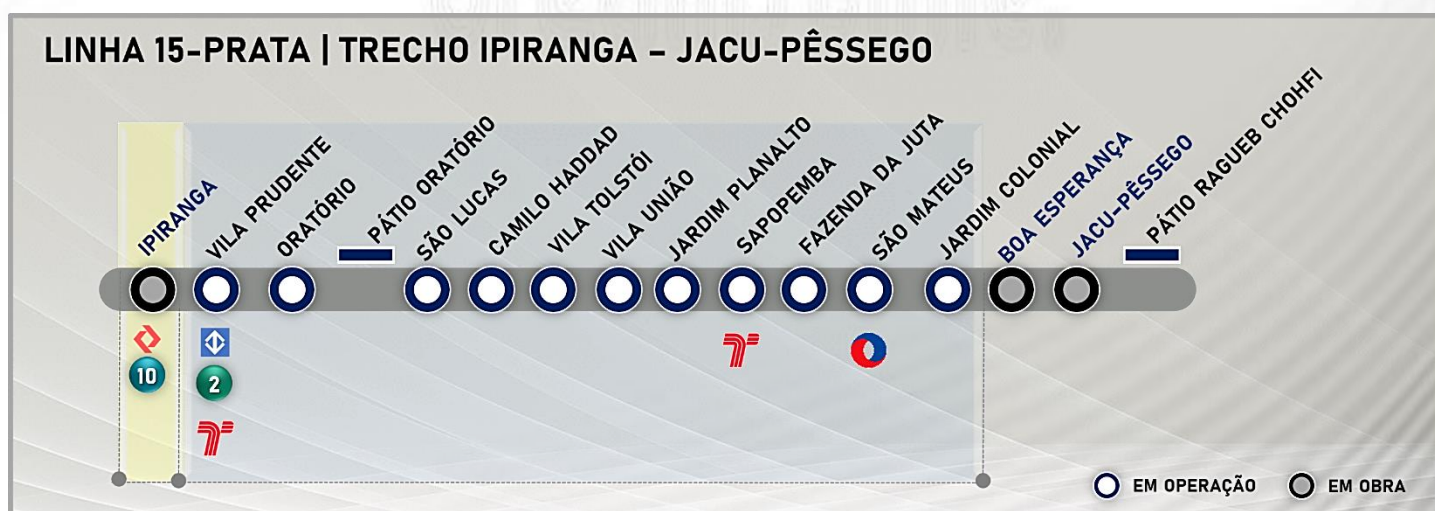 LINHA 15-PRATA | TRECHO IPIRANGA – JACU-PÊSSEGO
IPIRANGA
VILA PRUDENTE
ORATÓRIO
PÁTIO ORATÓRIO
SÃO LUCAS
CAMILO HADDAD
VILA TOLSTÓI
VILA UNIÃO
JARDIM PLANALTO
SAPOPEMBA
FAZENDA DA JUTA
SÃO MATEUS
JARDIM COLONIAL
BOA ESPERANÇA
JACU-PÊSSEGO
PÁTIO RAGUEB CHOHFI
10
2
EM OPERAÇÃO
EM OBRA